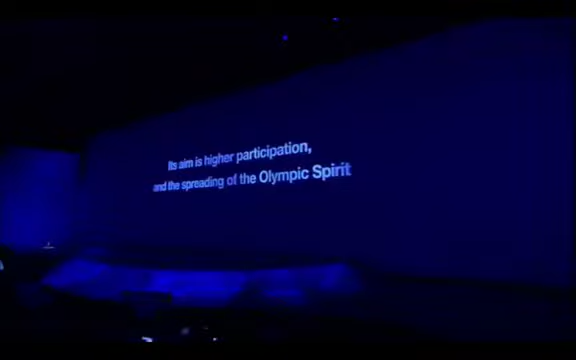 Its aim is higher participation,
and the spreading of the Olympic Spirit